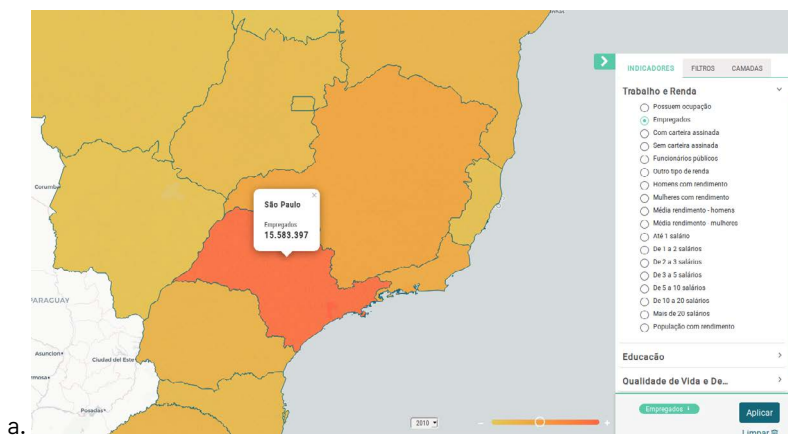 São Paulo
×
Empregados
15.583.397
Corumb
PARAGUAY
Asuncion
Ciudad del Este
Posadas
2010
-
+
INDICADORES FILTROS CAMADAS
Trabalho e Renda
Possuem ocupação
Empregados
Com carteira assinada
Sem carteira assinada
Funcionários públicos
Outro tipo de renda
Homens com rendimento
Mulheres com rendimento
Média rendimento - homens
Média rendimento - mulheres
Até 1 salário
De 1 a 2 salários
De 2 a 3 salários
De 3 a 5 salários
De 5 a 10 salários
De 10 a 20 salários
Mais de 20 salários
População com rendimento
Educação
Qualidade de Vida e De...
Empregados
Aplicar
Limpar
a.